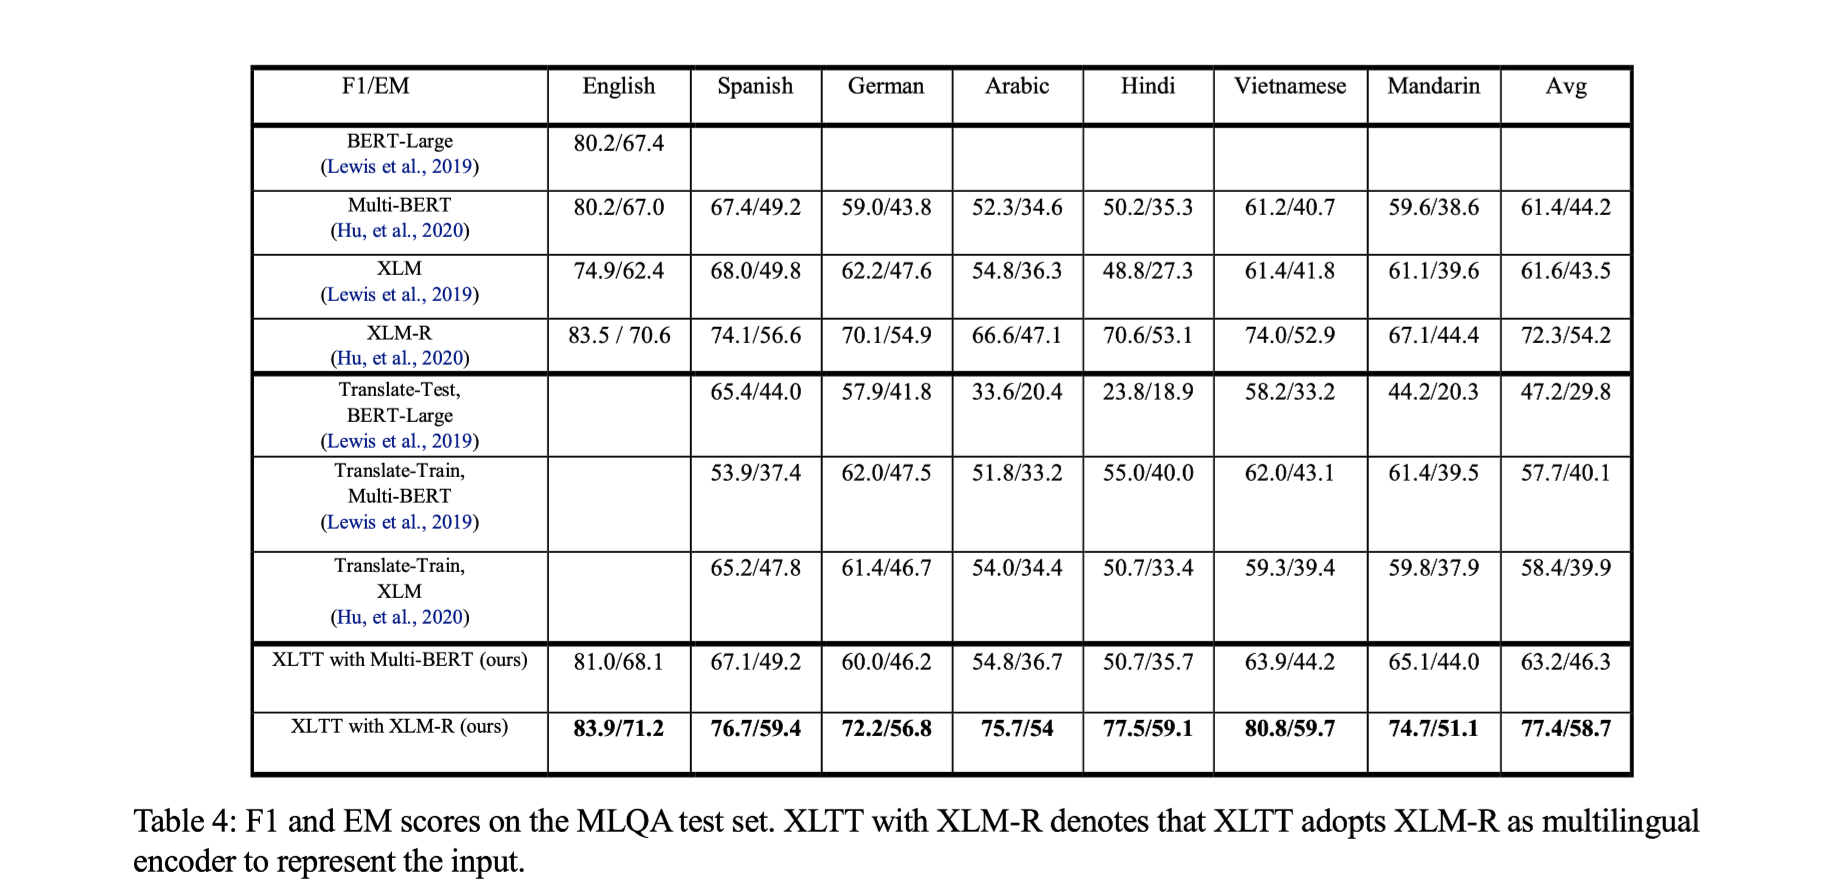 F1/EM English Spanish German Arabic Hindi Vietnamese Mandarin Avg
BERT-Large
(Lewis et al., 2019)
80.2/67.4
Multi-BERT
(Hu, et al., 2020)
80.2/67.0 67.4/49.2 59.0/43.8 52.3/34.6 50.2/35.3 61.2/40.7 59.6/38.6 61.4/44.2
XLM
(Lewis et al., 2019)
74.9/62.4 68.0/49.8 62.2/47.6 54.8/36.3 48.8/27.3 61.4/41.8 61.1/39.6 61.6/43.5
XLM-R
(Hu, et al., 2020)
83.5 / 70.6 74.1/56.6 70.1/54.9 66.6/47.1 70.6/53.1 74.0/52.9 67.1/44.4 72.3/54.2
Translate-Test,
BERT-Large
(Lewis et al., 2019)
65.4/44.0 57.9/41.8 33.6/20.4 23.8/18.9 58.2/33.2 44.2/20.3 47.2/29.8
Translate-Train,
Multi-BERT
(Lewis et al., 2019)
53.9/37.4 62.0/47.5 51.8/33.2 55.0/40.0 62.0/43.1 61.4/39.5 57.7/40.1
Translate-Train,
XLM
(Hu, et al., 2020)
65.2/47.8 61.4/46.7 54.0/34.4 50.7/33.4 59.3/39.4 59.8/37.9 58.4/39.9
XLTT with Multi-BERT (ours) 81.0/68.1 67.1/49.2 60.0/46.2 54.8/36.7 50.7/35.7 63.9/44.2 65.1/44.0 63.2/46.3
XLTT with XLM-R (ours) 83.9/71.2 76.7/59.4 72.2/56.8 75.7/54 77.5/59.1 80.8/59.7 74.7/51.1 77.4/58.7
Table 4: F1 and EM scores on the MLQA test set. XLTT with XLM-R denotes that XLTT adopts XLM-R as multilingual
encoder to represent the input.